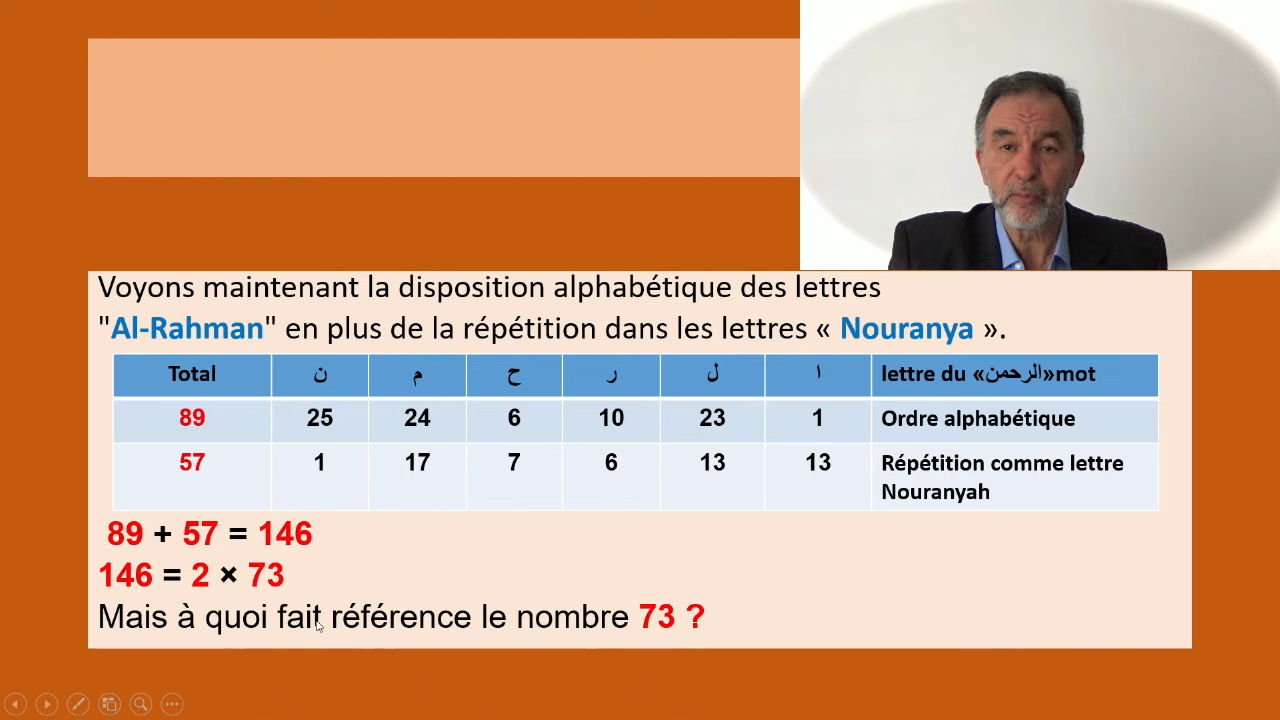 Voyons maintenant la disposition alphabétique des lettres
"Al-Rahman" en plus de la répétition dans les lettres « Nouranya ».
Total ن م ح ر ل ا lettre du «الرحمن»mot
89 25 24 6 10 23 1 Ordre alphabétique
57 1 17 7 6 13 13 Répétition comme lettre
Nouranyah
89 + 57 = 146
146 = 2 × 73
Mais à quoi fait référence le nombre 73 ?